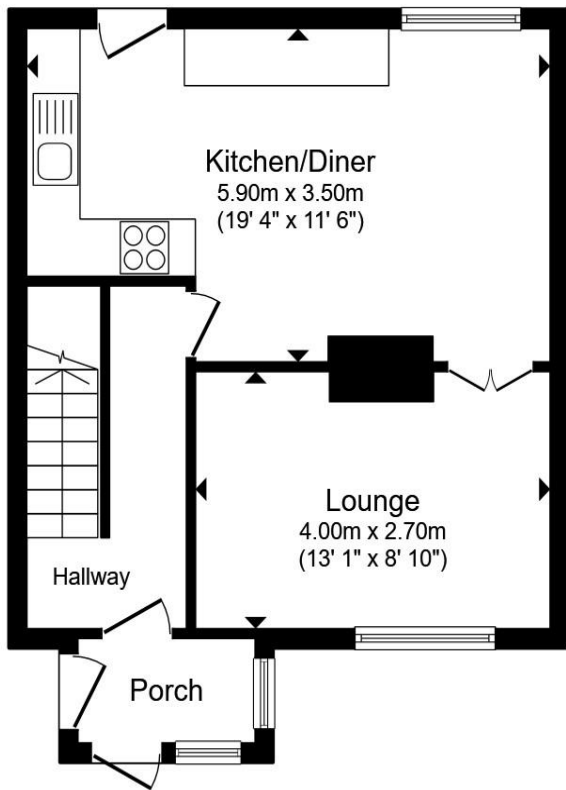 Kitchen/Diner
5.90m x 3.50m
(19' 4" x 11' 6")
Lounge
4.00m x 2.70m
(13' 1" x 8' 10")
Hallway
Porch